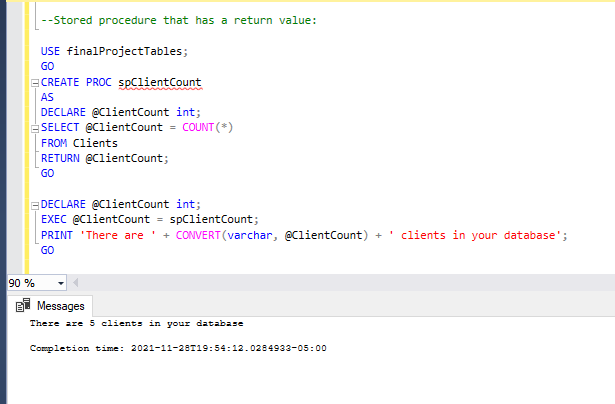 --Stored procedure that has a return value:
USE finalProjectTables;
GO
CREATE PROC spClientCount
AS
DECLARE @ClientCount int;
SELECT @ClientCount = COUNT(*)
FROM Clients
RETURN @ClientCount;
GO
DECLARE @ClientCount int;
EXEC @ClientCount = spClientCount;
PRINT 'There are ' + CONVERT(varchar, @ClientCount) + ' clients in your database';
GO
90 %
Messages
There are 5 clients in your database
Completion time: 2021-11-28T19:54:12.0284933-05:00